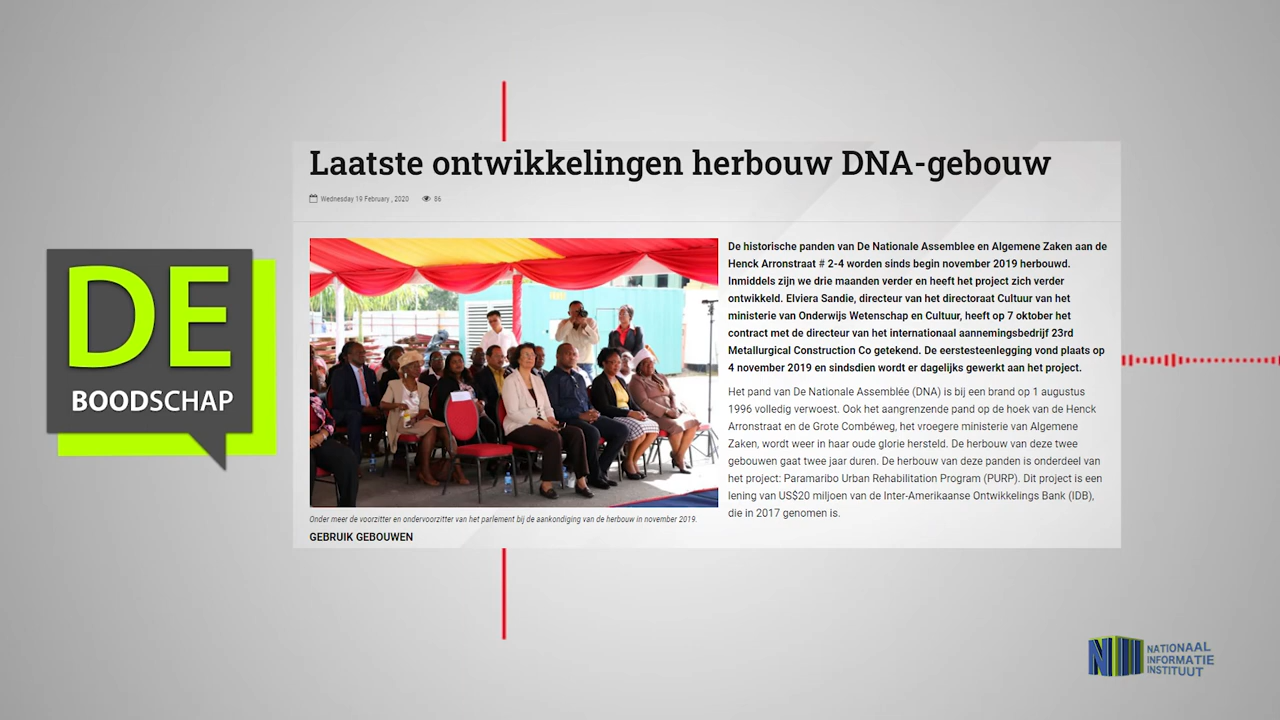 DE
BOODSCHAP
Laatste ontwikkelingen herbouw DNA-gebouw
Wednesday 19 February , 2020 86
De historische panden van De Nationale Assemblee en Algemene Zaken aan de
Henck Arronstraat # 2-4 worden sinds begin november 2019 herbouwd.
Inmiddels zijn we drie maanden verder en heeft het project zich verder
ontwikkeld. Elviera Sandie, directeur van het directoraat Cultuur van het
ministerie van Onderwijs Wetenschap en Cultuur, heeft op 7 oktober het
contract met de directeur van het internationaal aannemingsbedrijf 23rd
Metallurgical Construction Co getekend. De eerstesteenlegging vond plaats op
4 november 2019 en sindsdien wordt er dagelijks gewerkt aan het project.
Het pand van De Nationale Assemblée (DNA) is bij een brand op 1 augustus
1996 volledig verwoest. Ook het aangrenzende pand op de hoek van de Henck
Arronstraat en de Grote Combéweg, het vroegere ministerie van Algemene
Zaken, wordt weer in haar oude glorie hersteld. De herbouw van deze twee
gebouwen gaat twee jaar duren. De herbouw van deze panden is onderdeel van
het project: Paramaribo Urban Rehabilitation Program (PURP). Dit project is een
lening van US$20 miljoen van de Inter-Amerikaanse Ontwikkelings Bank (IDB),
die in 2017 genomen is.
Onder meer de voorzitter en ondervoorzitter van het parlement bij de aankondiging van de herbouw in november 2019.
GEBRUIK GEBOUWEN
NATIONAAL
INFORMATIE
INSTITUUT